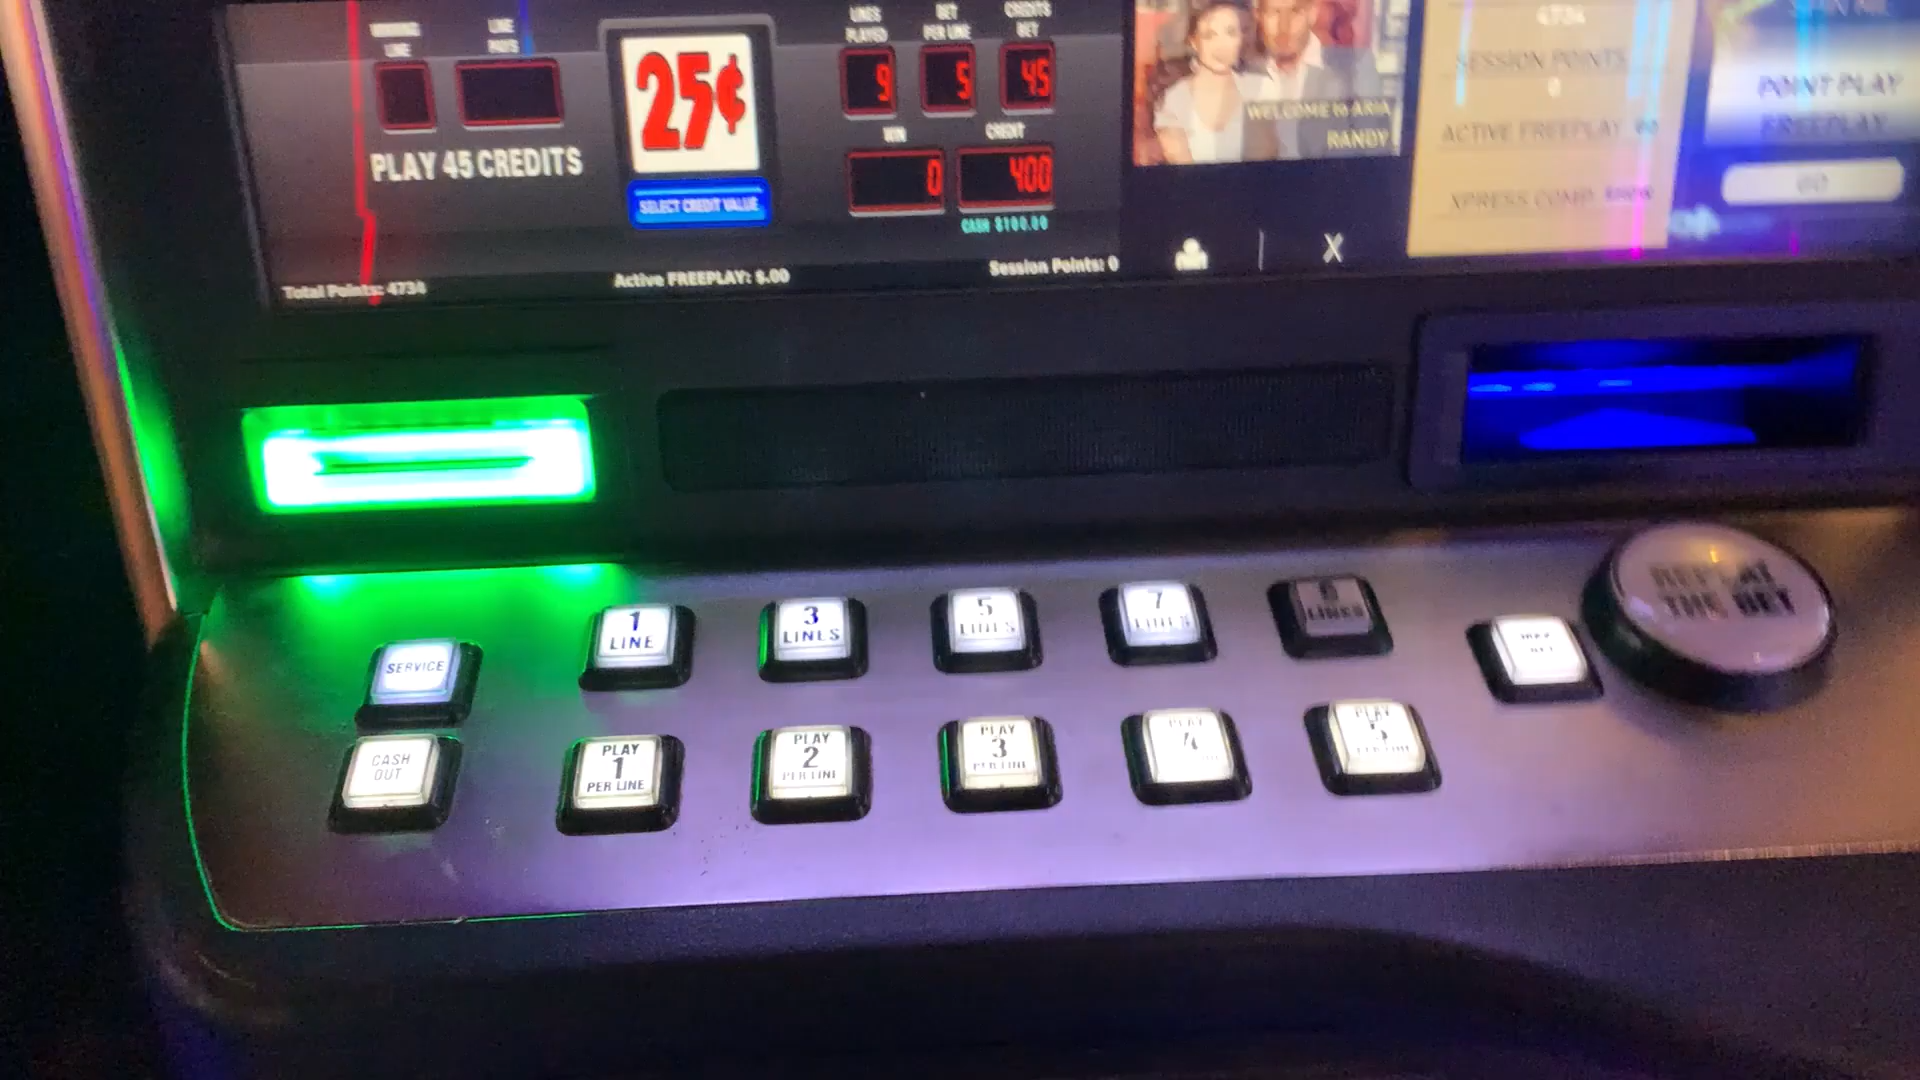 WINNING LINE
LINE PAYS
PLAY 45 CREDITS
25¢
SELECT CREDIT VALUE
LINES PLAYED
BET PER LINE
CREDITS BET
9
5
45
WIN
CREDIT
0
400
CASH $100.00
Total Points: 4734
Active FREEPLAY: $.00
Session Points: 0
WELCOME to ARIA
RANDY
X
4734
SESSION POINTS
0
ACTIVE FREEPLAY
XPRESS COMP
POINT PLAY
FREEPLAY
GO
SERVICE
1
LINE
3
LINES
5
LINES
7
LINES
LINES
REPEAT
THE BET
CASH
OUT
PLAY
1
PER LINE
PLAY
2
PER LINE
PLAY
3
PER LINE
PLAY
4
PLAY
5
PER LINE